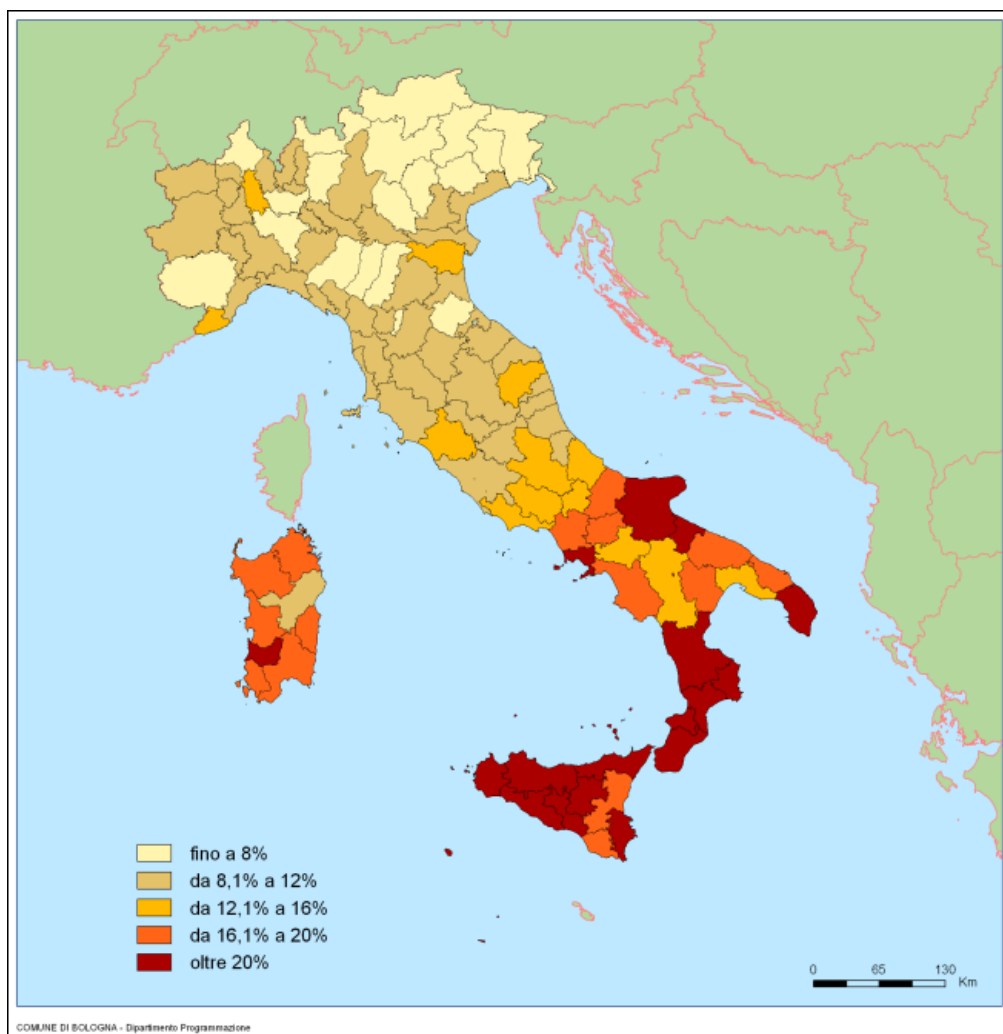 fino a 8%
da 8,1% a 12%
da 12,1% a 16%
da 16,1% a 20%
oltre 20%
0 65 130
Km
COMUNE DI BOLOGNA - Dipartimento Programmazione